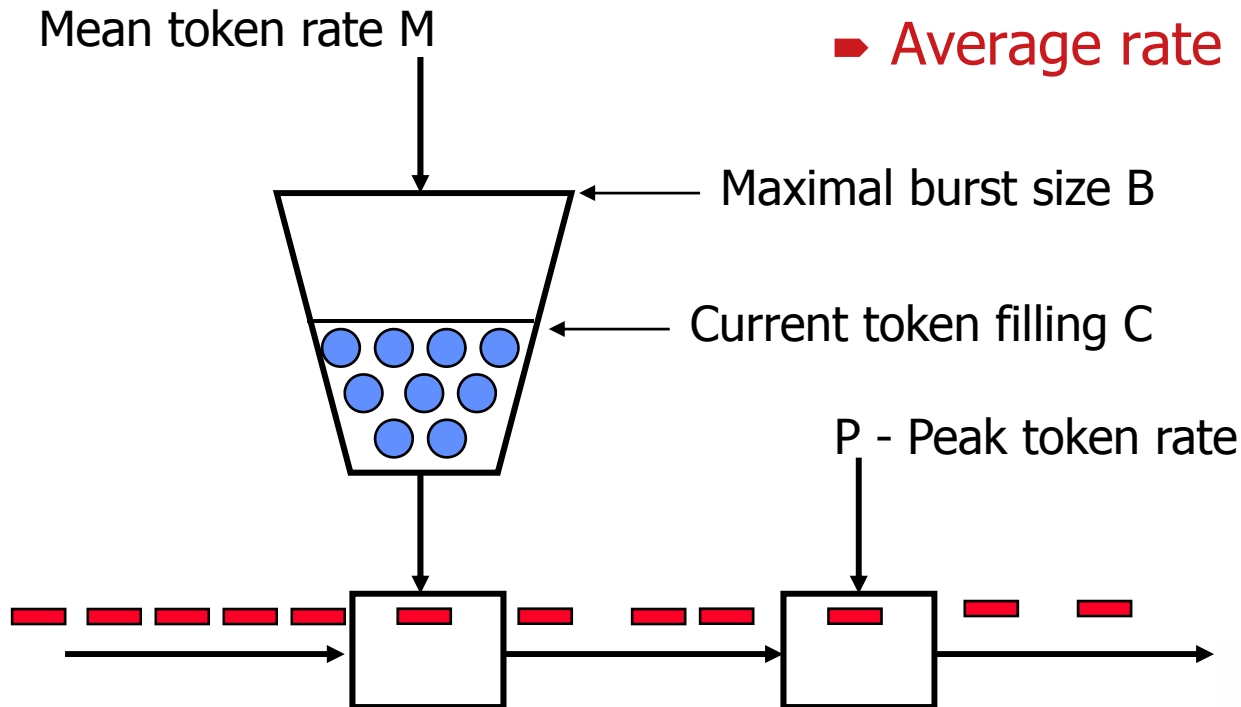 Mean token rate M
Average rate
Maximal burst size B
Current token filling C
P - Peak token rate